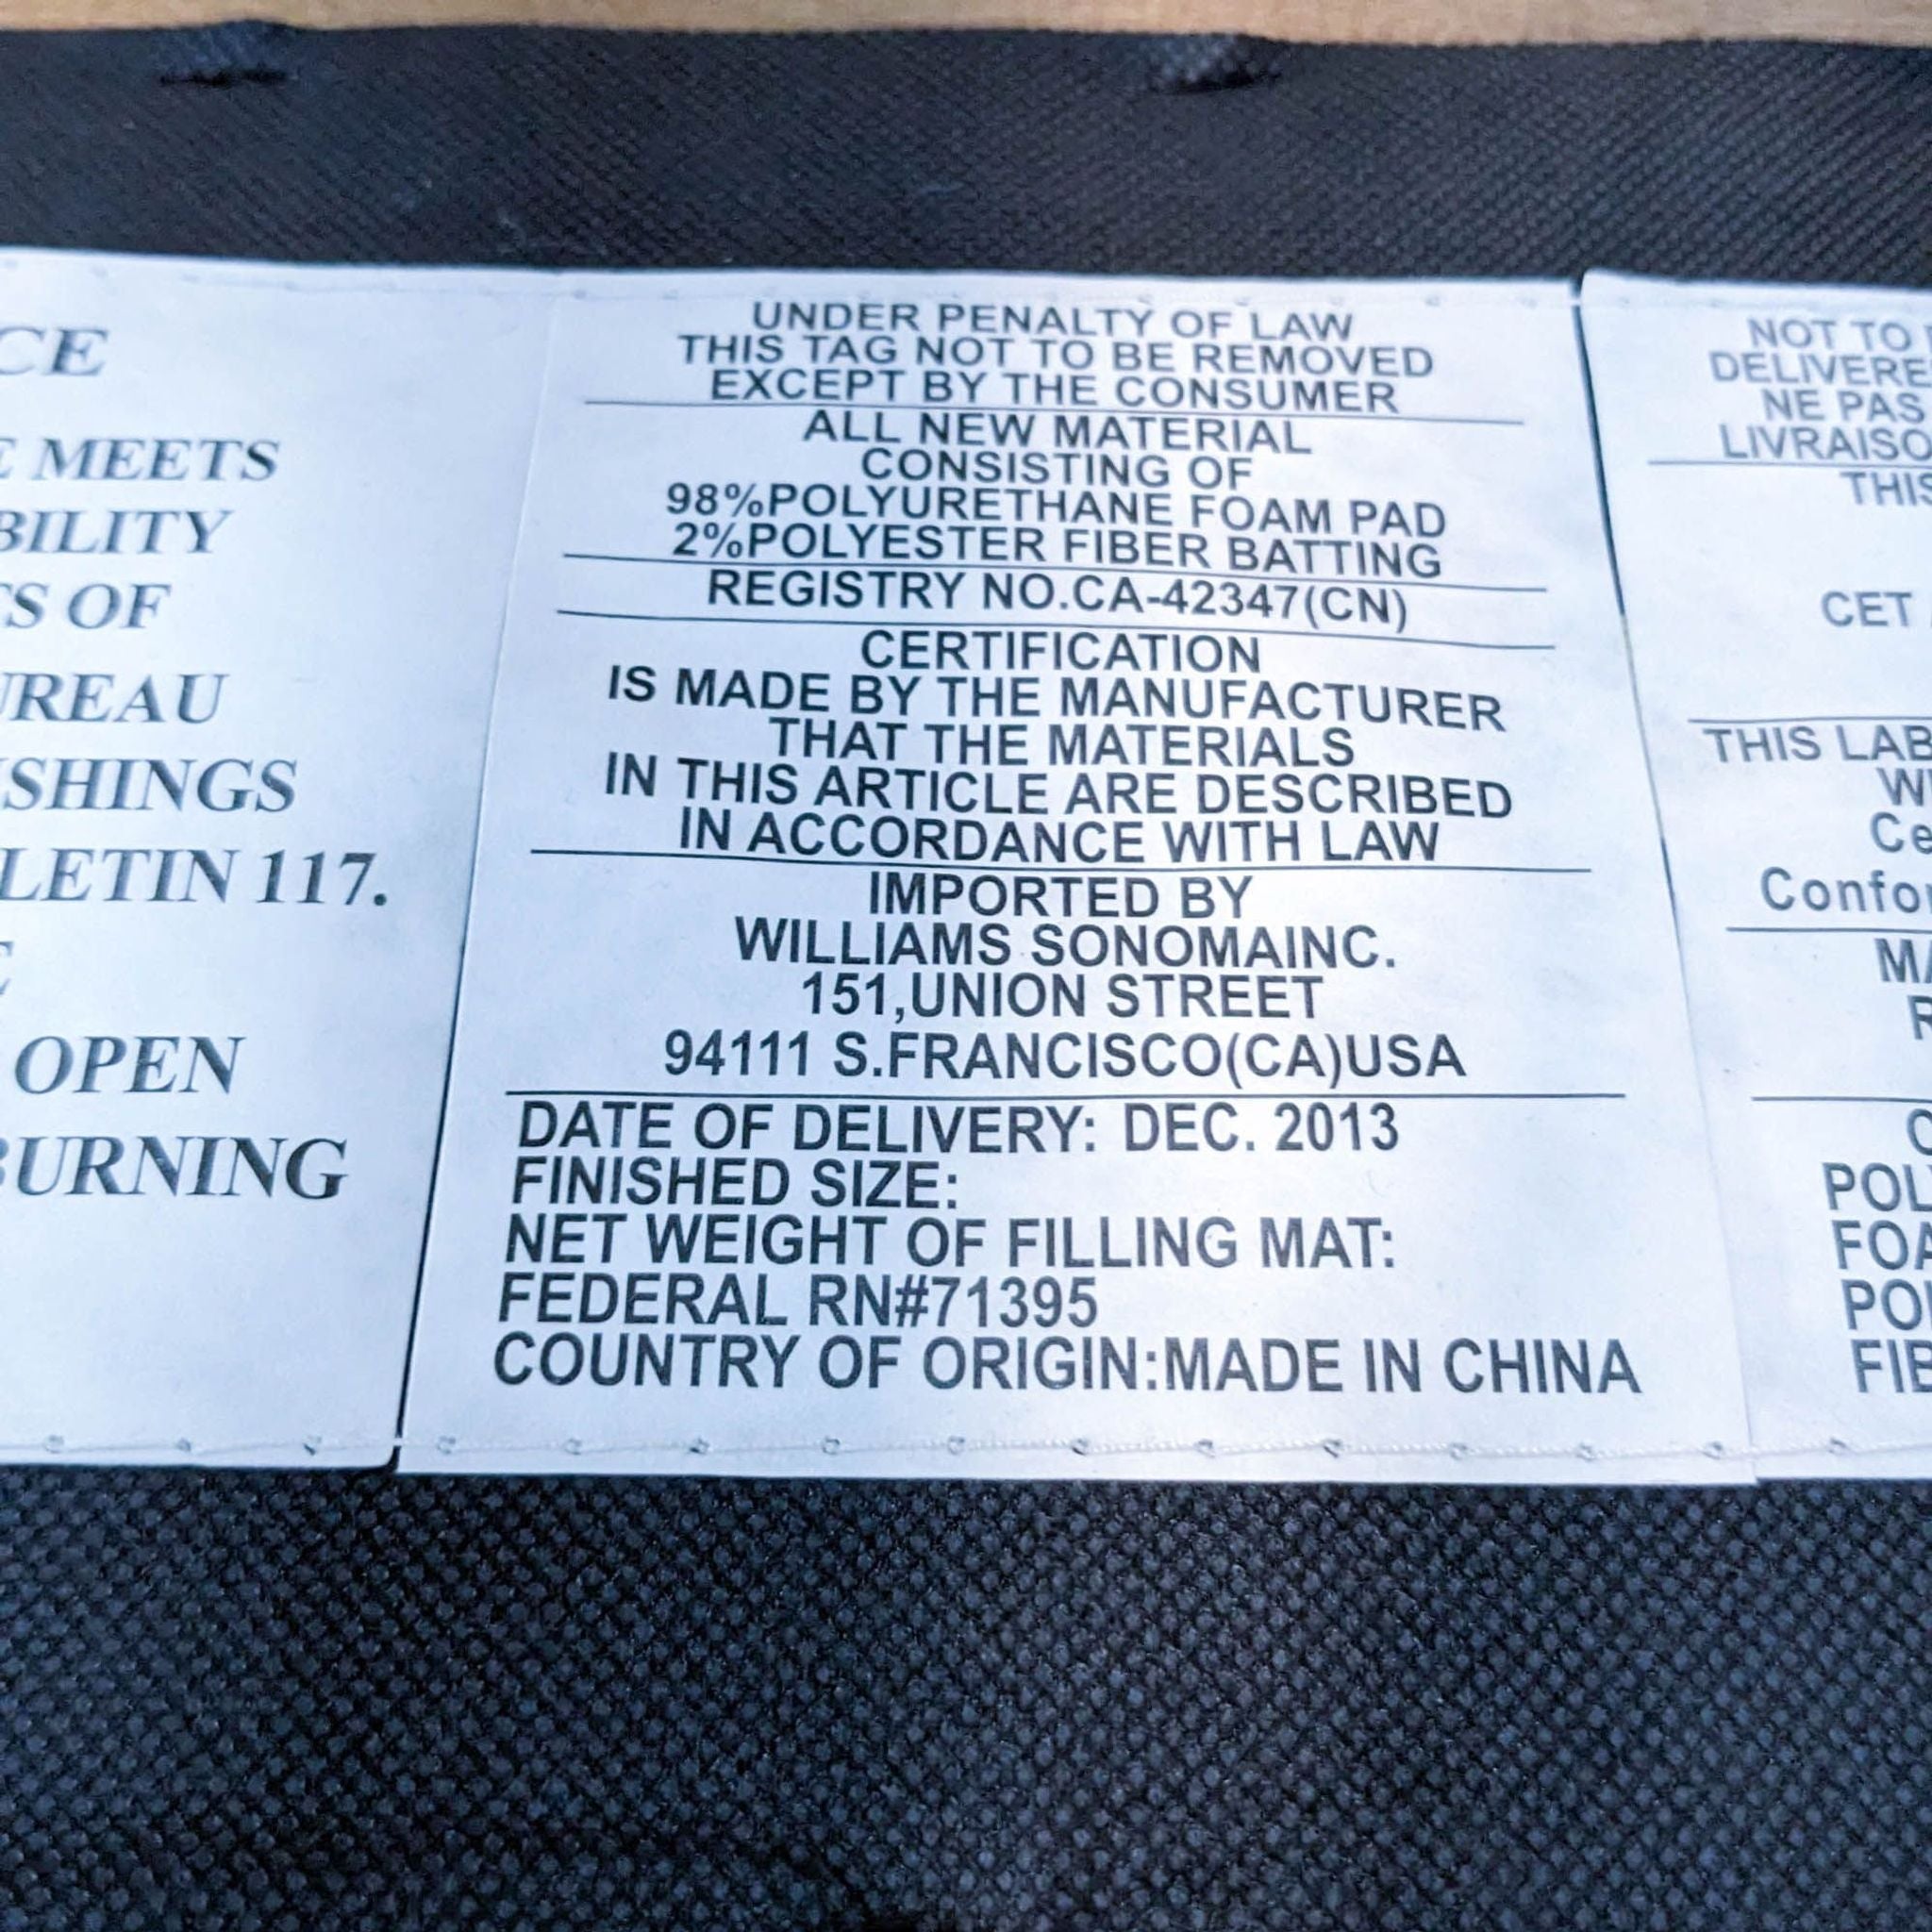 CE
E MEETS
BILITY
TS OF
UREAU
ISHINGS
LETIN 117.
E
OPEN
BURNING
UNDER PENALTY OF LAW
THIS TAG NOT TO BE REMOVED
EXCEPT BY THE CONSUMER
ALL NEW MATERIAL
CONSISTING OF
98%POLYURETHANE FOAM PAD
2%POLYESTER FIBER BATTING
REGISTRY NO.CA-42347(CN)
CERTIFICATION
IS MADE BY THE MANUFACTURER
THAT THE MATERIALS
IN THIS ARTICLE ARE DESCRIBED
IN ACCORDANCE WITH LAW
IMPORTED BY
WILLIAMS SONOMAINC.
151,UNION STREET
94111 S.FRANCISCO(CA)USA
DATE OF DELIVERY: DEC. 2013
FINISHED SIZE:
NET WEIGHT OF FILLING MAT:
FEDERAL RN#71395
COUNTRY OF ORIGIN:MADE IN CHINA
NOT TO
DELIVERE
NE PAS
LIVRAISO
THIS
CET
THIS LAB
W
Ce
Confor
MA
R
C
POL
FOA
POL
FIB